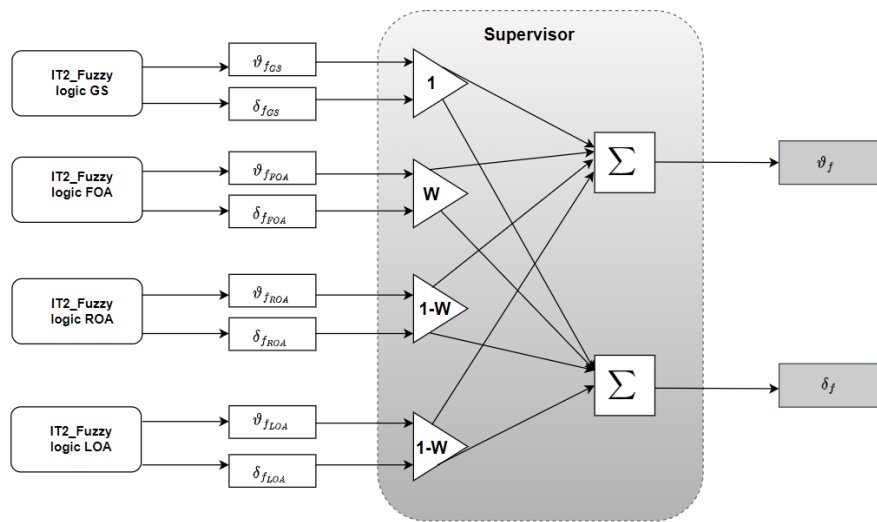 Supervisor
IT2_Fuzzy
logic GS
ϑ_{f_{GS}}
δ_{f_{GS}}
1
IT2_Fuzzy
logic FOA
ϑ_{f_{FOA}}
δ_{f_{FOA}}
W
Σ
ϑ_f
IT2_Fuzzy
logic ROA
ϑ_{f_{ROA}}
δ_{f_{ROA}}
1-W
Σ
δ_f
IT2_Fuzzy
logic LOA
ϑ_{f_{LOA}}
δ_{f_{LOA}}
1-W